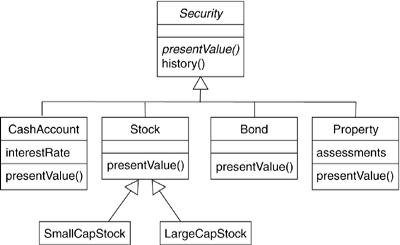 Security
presentValue()
history()
CashAccount
interestRate
presentValue()
Stock
presentValue()
Bond
presentValue()
Property
assessments
presentValue()
SmallCapStock
LargeCapStock